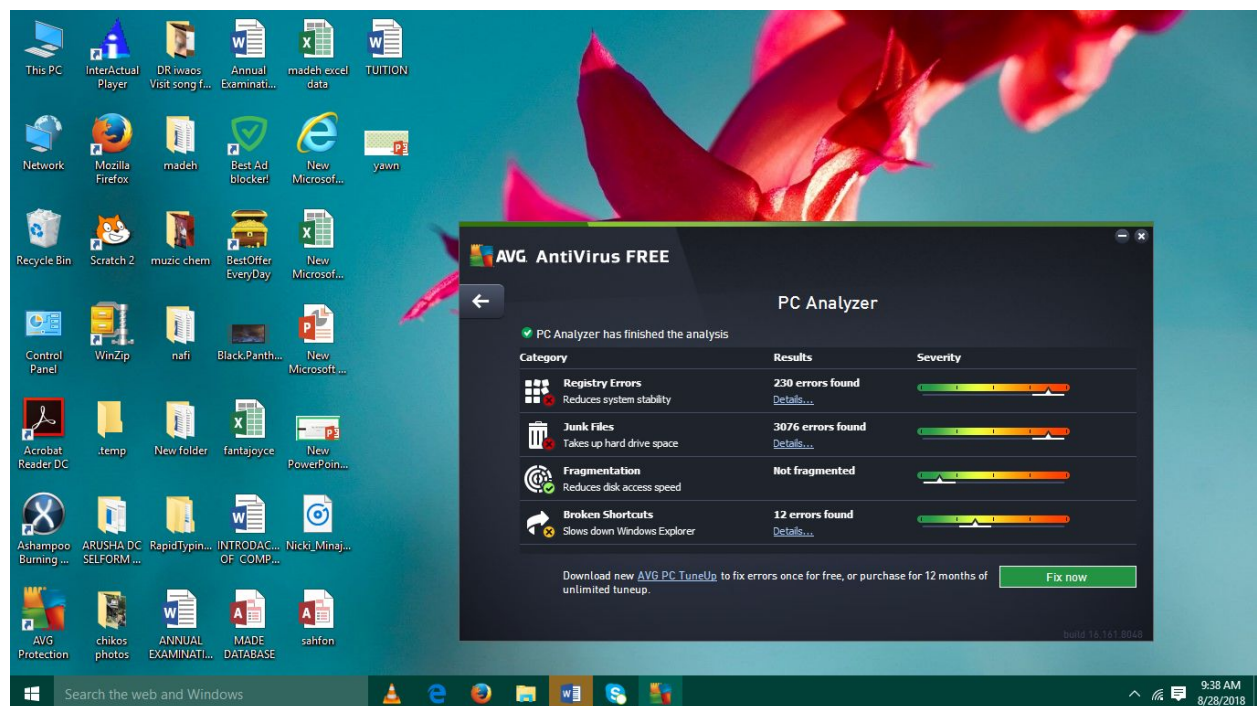 This PC
InterActual
Player
DR iwaos
Visit song f...
Annual
Examinati...
madeh excel
data
TUITION
Network
Mozilla
Firefox
madeh
Best Ad
blocker!
New
Microsof...
yawn
Recycle Bin
Scratch 2
muzic chem
BestOffer
EveryDay
New
Microsof...
Control
Panel
WinZip
nafi
Black.Panth...
New
Microsoft ...
Acrobat
Reader DC
.temp
New folder
fantajoyce
New
PowerPoin...
Ashampoo
Burning ...
ARUSHA DC
SELFORM ...
RapidTypin...
INTRODAC...
OF COMP...
Nicki_Minaj...
AVG
Protection
chikos
photos
ANNUAL
EXAMINATI...
MADE
DATABASE
sahfon
AVG. AntiVirus FREE
PC Analyzer
PC Analyzer has finished the analysis
Category Results Severity
Registry Errors 230 errors found
Reduces system stability Details...
Junk Files 3076 errors found
Takes up hard drive space Details...
Fragmentation Not fragmented
Reduces disk access speed
Broken Shortcuts 12 errors found
Slows down Windows Explorer Details...
Download new AVG PC TuneUp to fix errors once for free, or purchase for 12 months of
unlimited tuneup.
Fix now
build 16.161.8048
Search the web and Windows
9:38 AM
8/28/2018